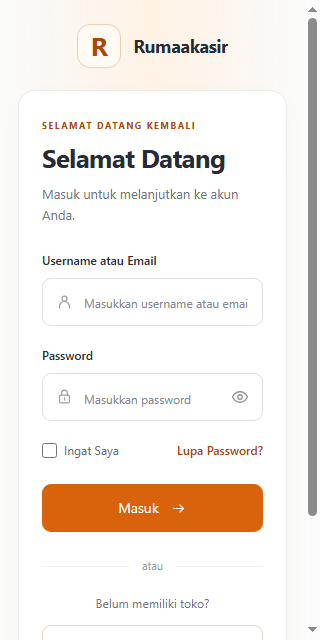 R
Rumaakasir
SELAMAT DATANG KEMBALI
Selamat Datang
Masuk untuk melanjutkan ke akun
Anda.
Username atau Email
Masukkan username atau emai
Password
Masukkan password
Ingat Saya
Lupa Password?
Masuk →
atau
Belum memiliki toko?